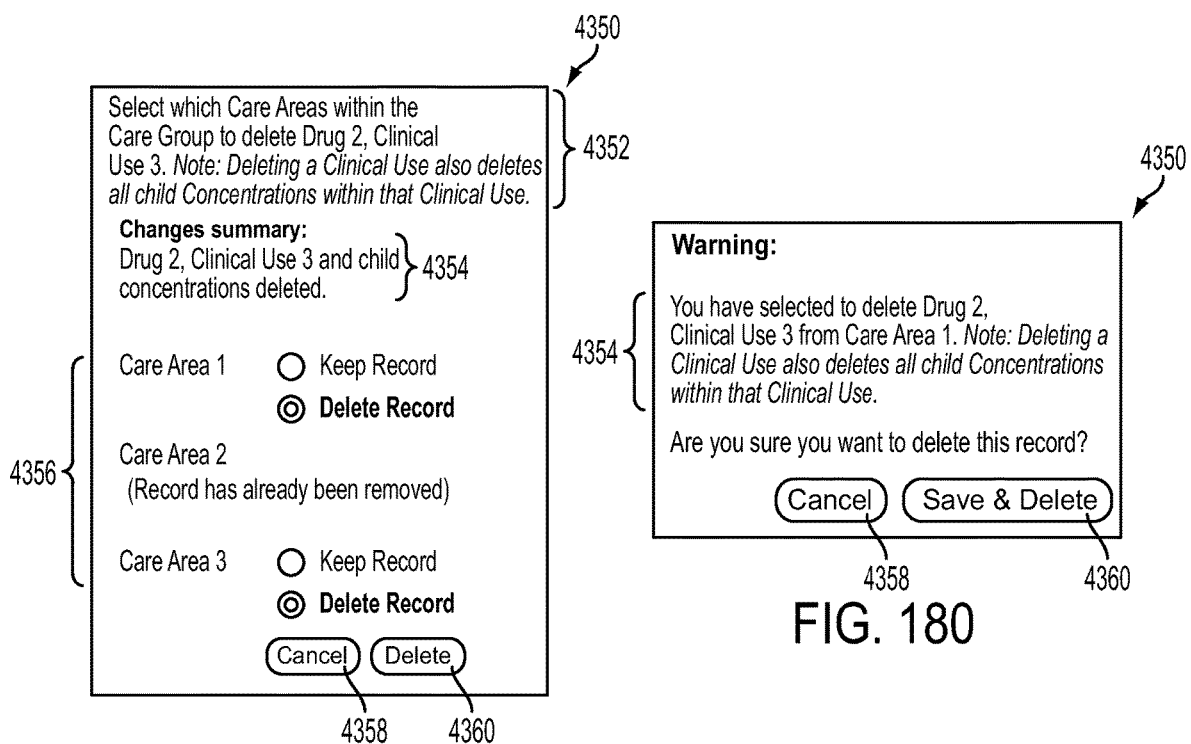 4350
Select which Care Areas within the
Care Group to delete Drug 2, Clinical
Use 3. Note: Deleting a Clinical Use also deletes
all child Concentrations within that Clinical Use.
4352
Changes summary:
Drug 2, Clinical Use 3 and child
concentrations deleted.
4354
4356
Care Area 1
Keep Record
Delete Record
Care Area 2
(Record has already been removed)
Care Area 3
Keep Record
Delete Record
Cancel
Delete
4358
4360
4350
Warning:
4354
You have selected to delete Drug 2,
Clinical Use 3 from Care Area 1. Note: Deleting a
Clinical Use also deletes all child Concentrations
within that Clinical Use.
Are you sure you want to delete this record?
Cancel
Save & Delete
4358
4360
FIG. 180